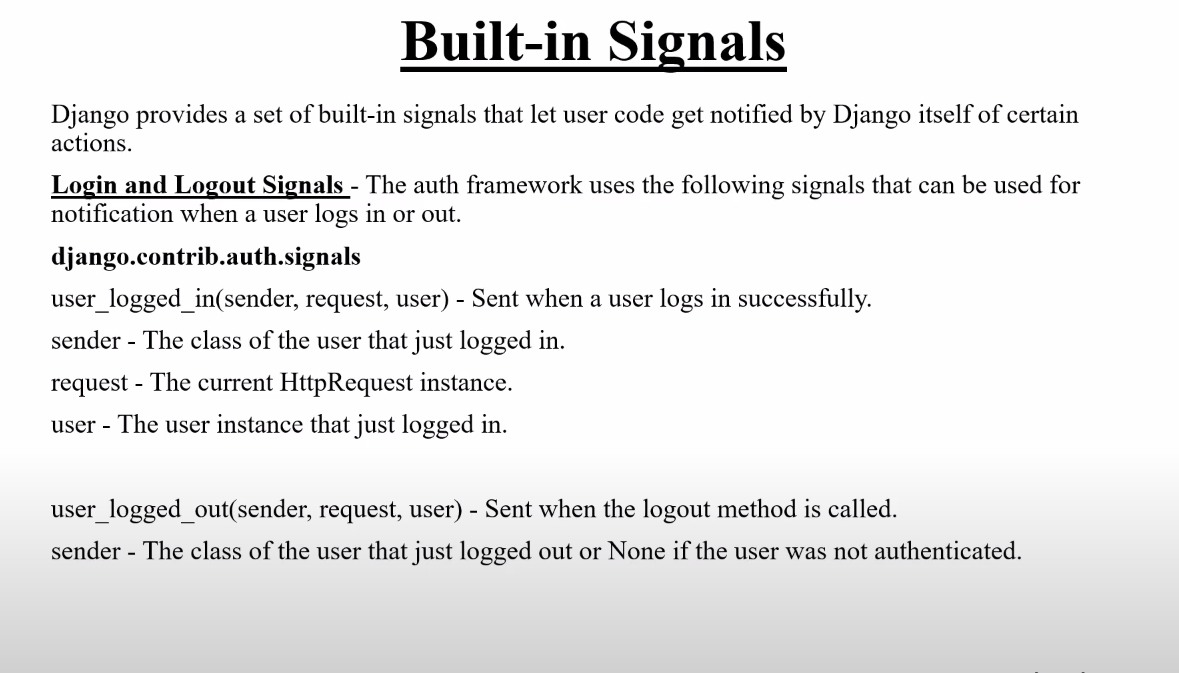 Built-in Signals
Django provides a set of built-in signals that let user code get notified by Django itself of certain
actions.
Login and Logout Signals - The auth framework uses the following signals that can be used for
notification when a user logs in or out.
django.contrib.auth.signals
user_logged_in(sender, request, user) - Sent when a user logs in successfully.
sender - The class of the user that just logged in.
request - The current HttpRequest instance.
user - The user instance that just logged in.
user_logged_out(sender, request, user) - Sent when the logout method is called.
sender - The class of the user that just logged out or None if the user was not authenticated.